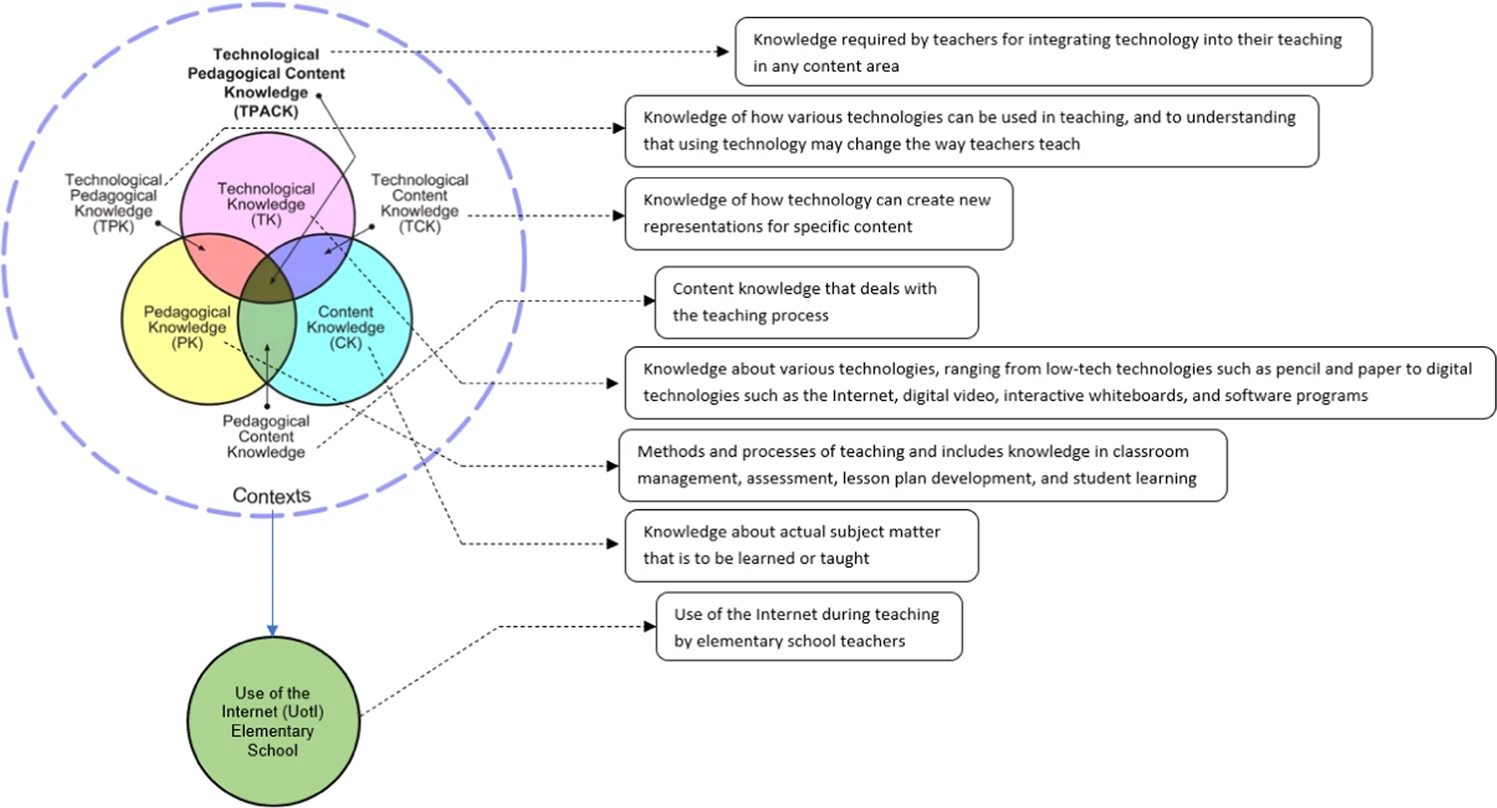 Technological
Pedagogical Content
Knowledge
(TPACK)
Technological
Pedagogical
Knowledge
(TPK)
Technological
Knowledge
(TK)
Technological
Content
Knowledge
(TCK)
Pedagogical
Knowledge
(PK)
Content
Knowledge
(CK)
Pedagogical
Content
Knowledge
Contexts
Use of the
Internet (UotI)
Elementary
School
Knowledge required by teachers for integrating technology into their teaching
in any content area
Knowledge of how various technologies can be used in teaching, and to understanding
that using technology may change the way teachers teach
Knowledge of how technology can create new
representations for specific content
Content knowledge that deals with
the teaching process
Knowledge about various technologies, ranging from low-tech technologies such as pencil and paper to digital
technologies such as the Internet, digital video, interactive whiteboards, and software programs
Methods and processes of teaching and includes knowledge in classroom
management, assessment, lesson plan development, and student learning
Knowledge about actual subject matter
that is to be learned or taught
Use of the Internet during teaching
by elementary school teachers